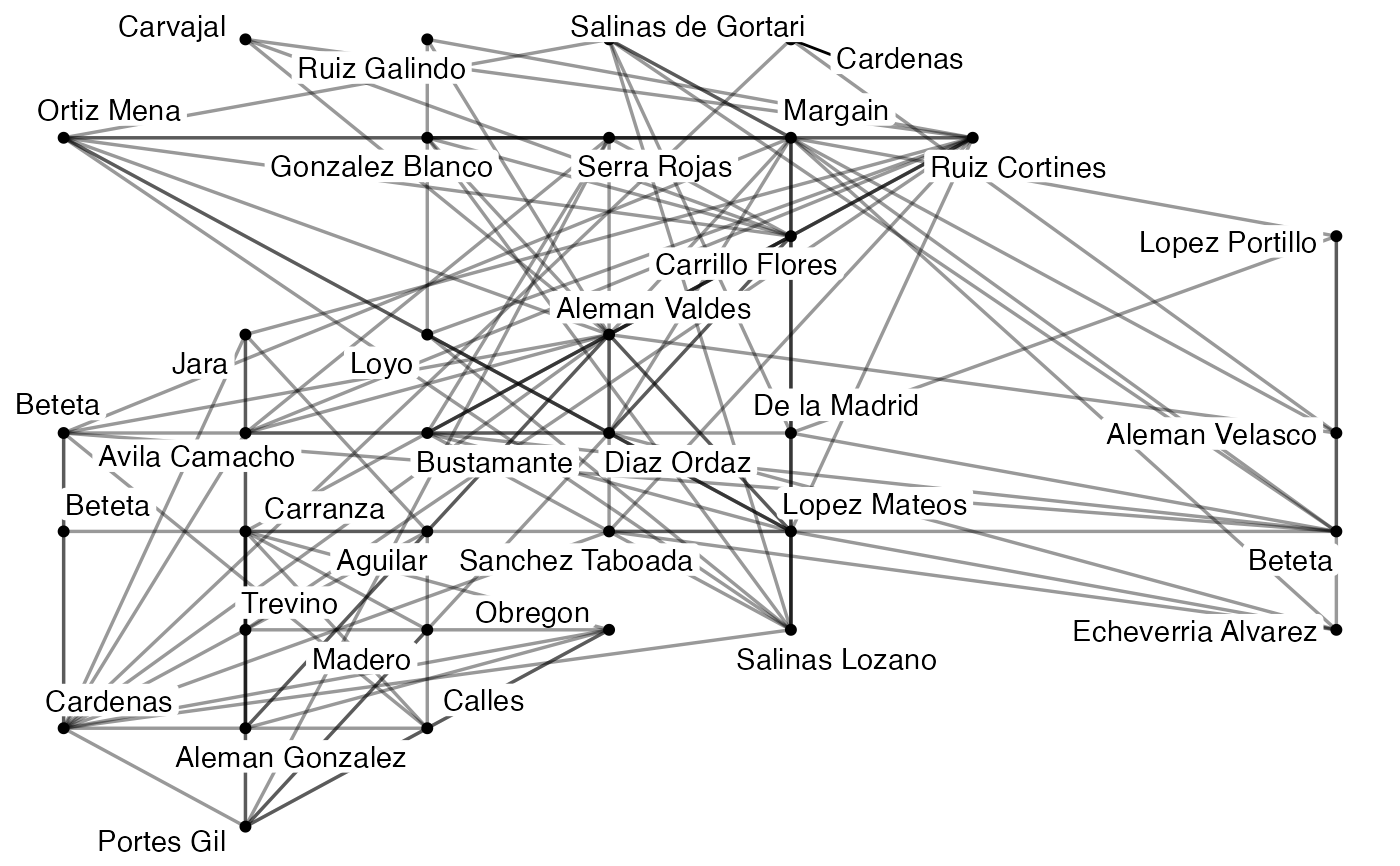 Carvajal
Salinas de Gortari
Cardenas
Ruiz Galindo
Ortiz Mena
Margain
Gonzalez Blanco
Serra Rojas
Ruiz Cortines
Lopez Portillo
Carrillo Flores
Aleman Valdes
Jara
Loyo
Beteta
De la Madrid
Aleman Velasco
Avila Camacho
Bustamante
Diaz Ordaz
Beteta
Carranza
Lopez Mateos
Aguilar
Sanchez Taboada
Beteta
Trevino
Obregon
Echeverria Alvarez
Madero
Salinas Lozano
Cardenas
Calles
Aleman Gonzalez
Portes Gil